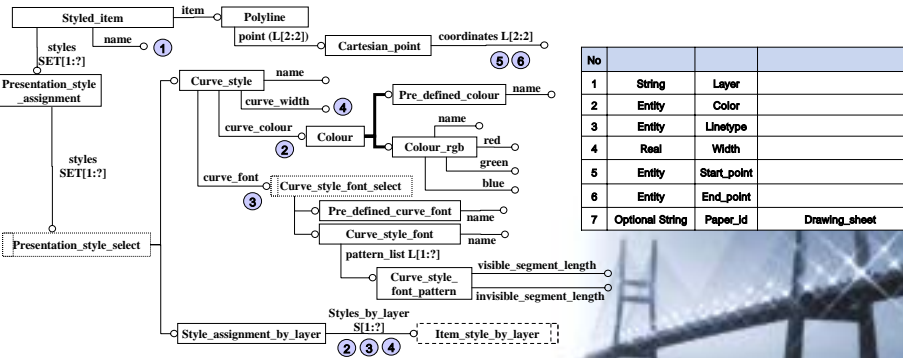 Styled_item
item
Polyline
styles
SET[1:?]
name
1
point (L[2:2])
Cartesian_point
coordinates L[2:2]
5 6
Presentation_style
_assignment
styles
SET[1:?]
Presentation_style_select
Curve_style
name
curve_width
4
curve_colour
2
Colour
Pre_defined_colour
name
name
Colour_rgb
red
green
blue
curve_font
3
Curve_style_font_select
Pre_defined_curve_font
name
Curve_style_font
name
pattern_list L[1:?]
Curve_style_
font_pattern
visible_segment_length
invisible_segment_length
Style_assignment_by_layer
Styles_by_layer
S[1:?]
2 3 4
Item_style_by_layer
No
1 String Layer
2 Entity Color
3 Entity Linetype
4 Real Width
5 Entity Start_point
6 Entity End_point
7 Optional String Paper_id Drawing_sheet